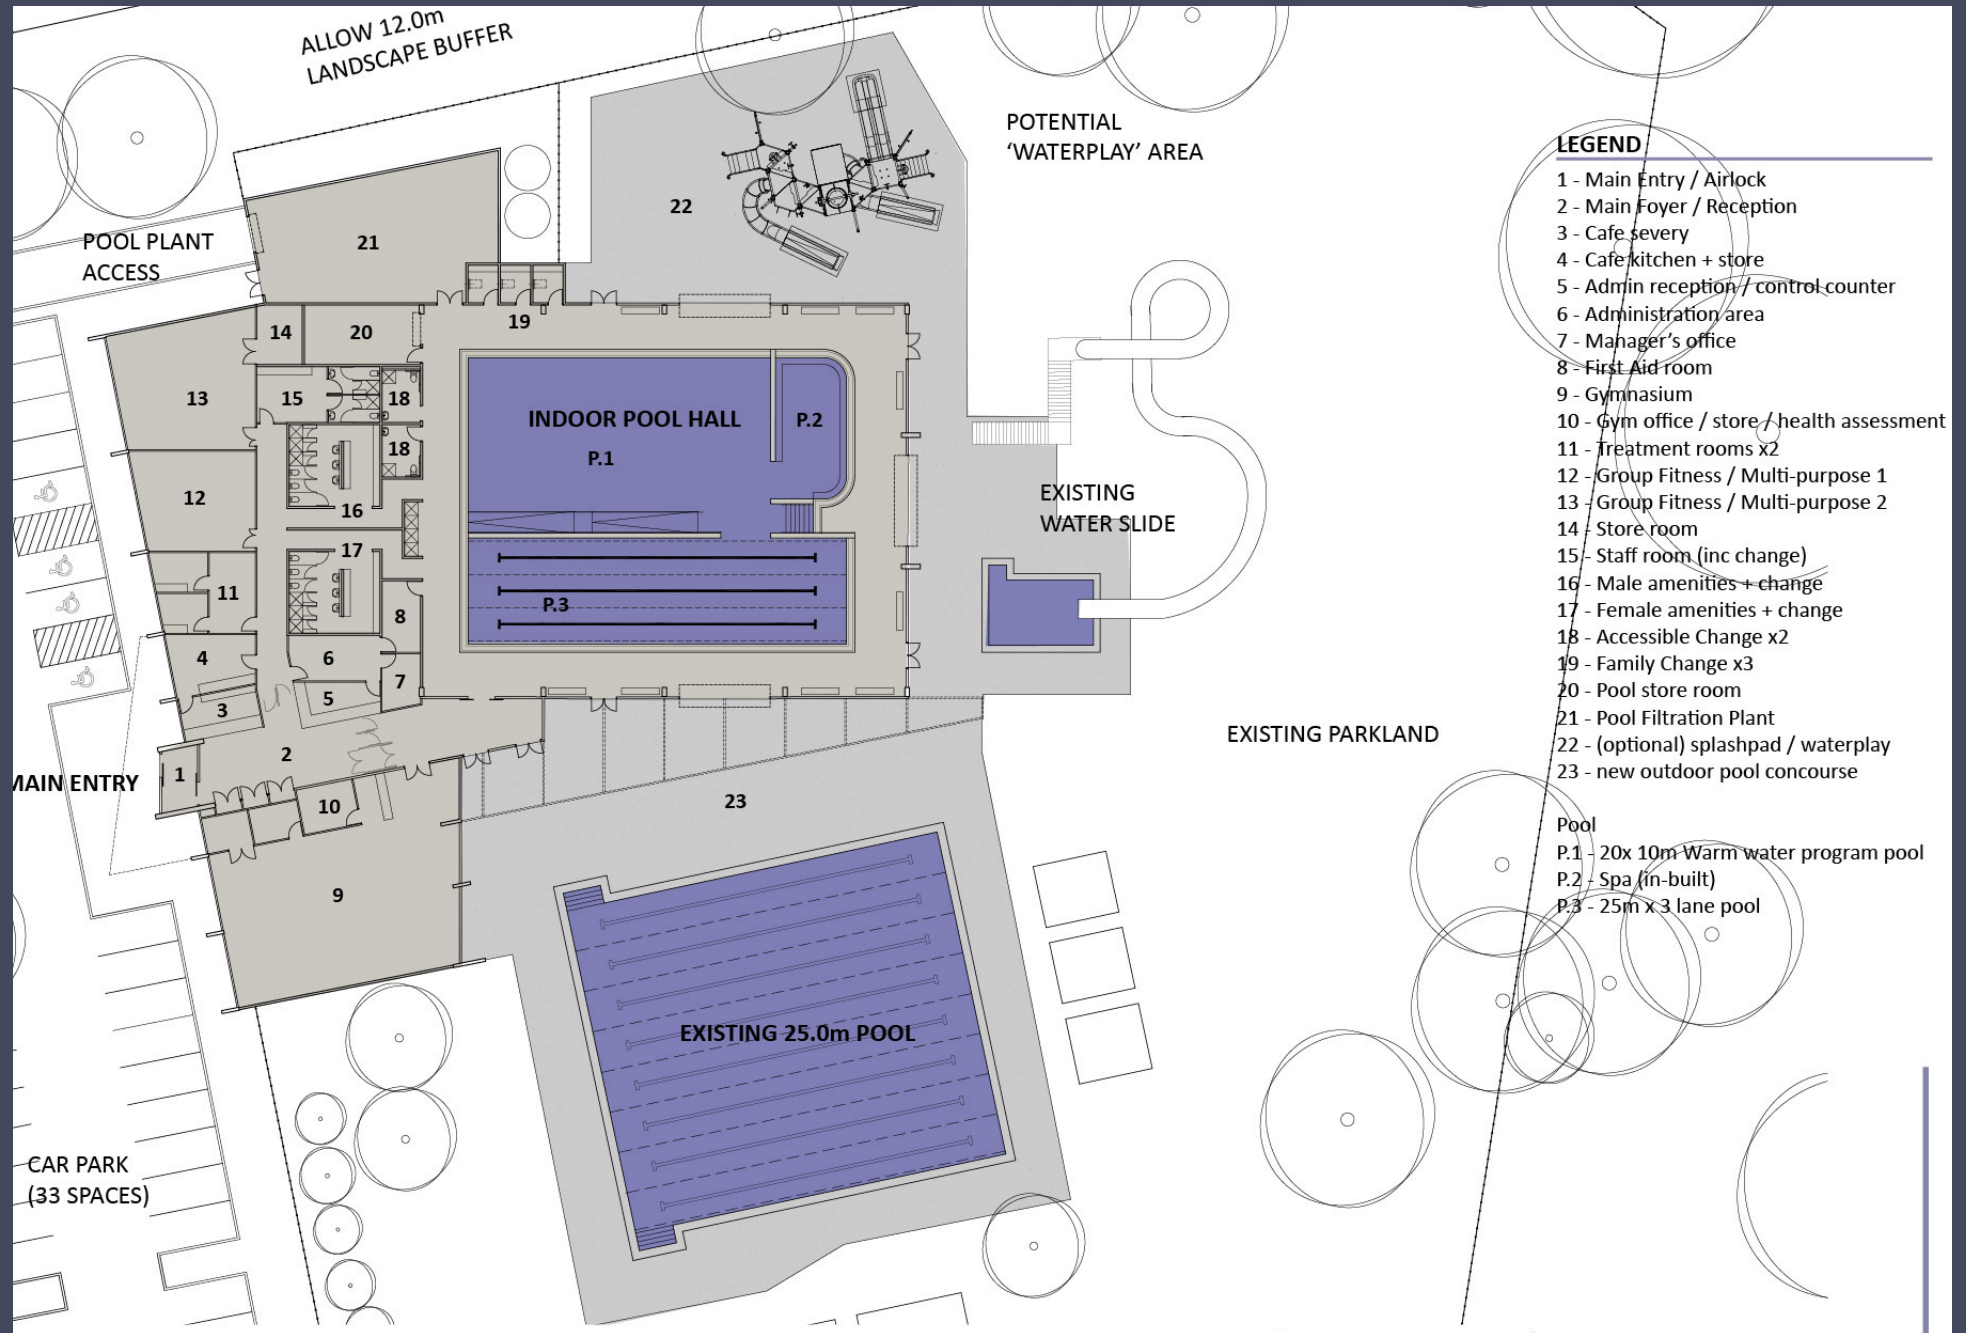 ALLOW 12.0m
LANDSCAPE BUFFER
POTENTIAL
'WATERPLAY' AREA
22
POOL PLANT
ACCESS
21
19
14
20
13
15
18
18
INDOOR POOL HALL
P.1
P.2
12
16
17
EXISTING
WATER SLIDE
11
P.3
8
4
6
7
5
3
2
1
MAIN ENTRY
10
23
EXISTING PARKLAND
9
EXISTING 25.0m POOL
CAR PARK
(33 SPACES)
LEGEND
1 - Main Entry / Airlock
2 - Main Foyer / Reception
3 - Cafe severy
4 - Cafe kitchen + store
5 - Admin reception / control counter
6 - Administration area
7 - Manager's office
8 - First Aid room
9 - Gymnasium
10 - Gym office / store / health assessment
11 - Treatment rooms x2
12 - Group Fitness / Multi-purpose 1
13 - Group Fitness / Multi-purpose 2
14 - Store room
15 - Staff room (inc change)
16 - Male amenities + change
17 - Female amenities + change
18 - Accessible Change x2
19 - Family Change x3
20 - Pool store room
21 - Pool Filtration Plant
22 - (optional) splashpad / waterplay
23 - new outdoor pool concourse
Pool
P.1 - 20x 10m Warm water program pool
P.2 - Spa (in-built)
P.3 - 25m x 3 lane pool